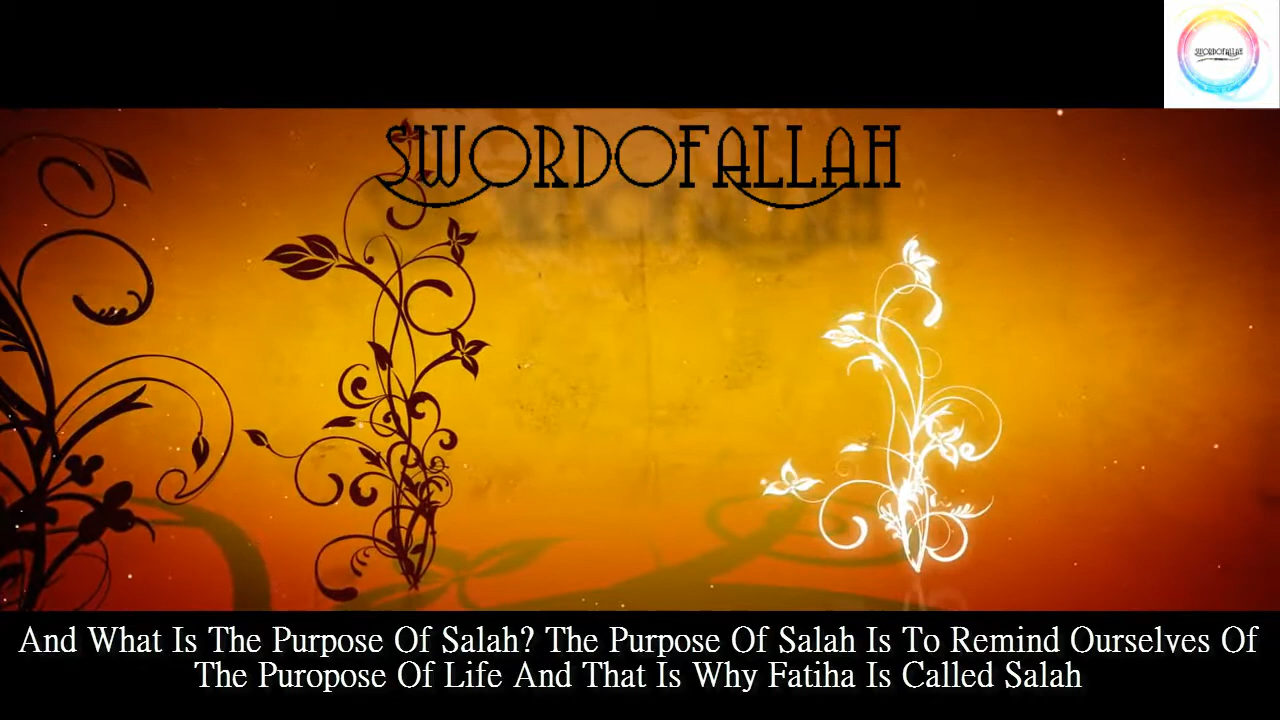 SWORDOFALLAH
SWORDOFALLAH
And What Is The Purpose Of Salah? The Purpose Of Salah Is To Remind Ourselves Of
The Puropose Of Life And That Is Why Fatiha Is Called Salah